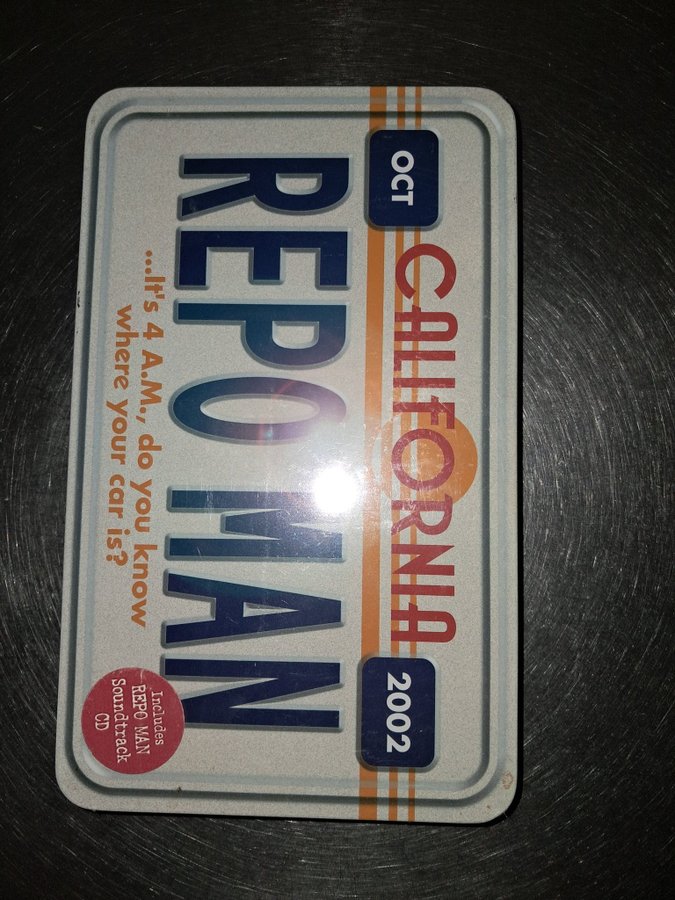 OCT
CALIFORNIA
2002
REPO MAN
...It's 4 A.M., do you know
where your car is?
Includes
REPO MAN
Soundtrack
CD